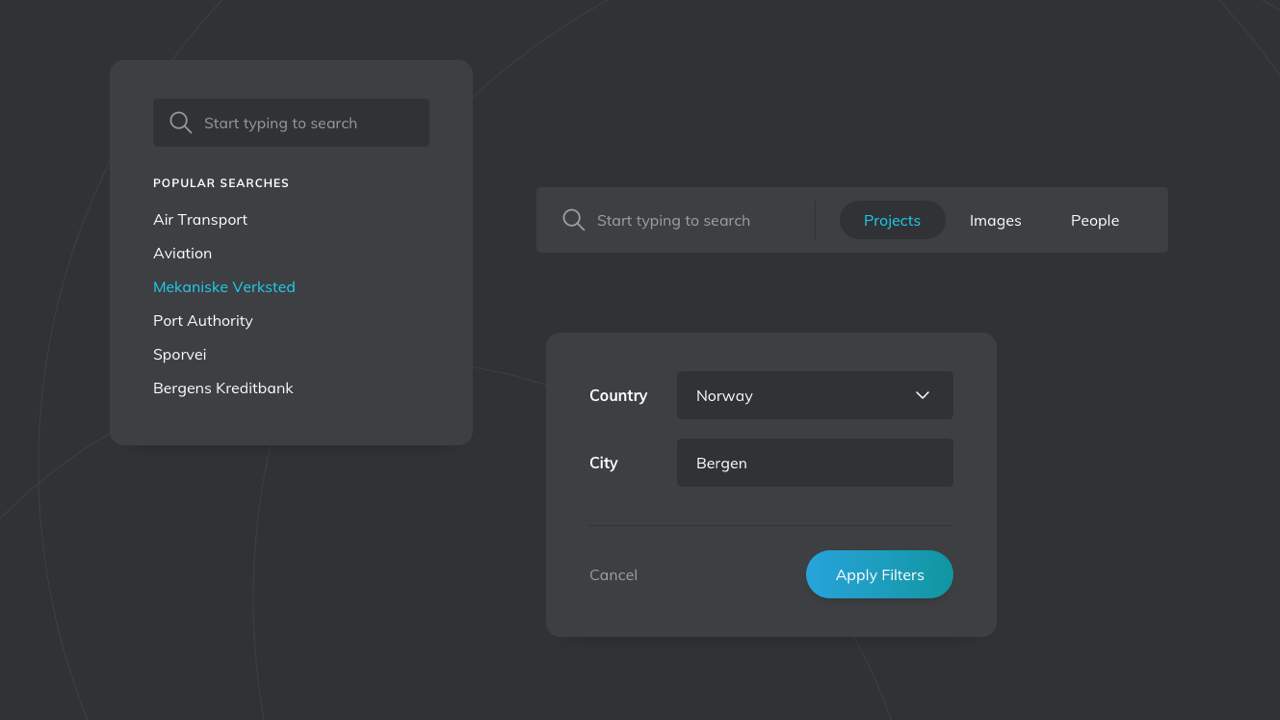 Start typing to search
POPULAR SEARCHES
Air Transport
Aviation
Mekaniske Verksted
Port Authority
Sporvei
Bergens Kreditbank
Start typing to search
Projects
Images
People
Country
Norway
City
Bergen
Cancel
Apply Filters